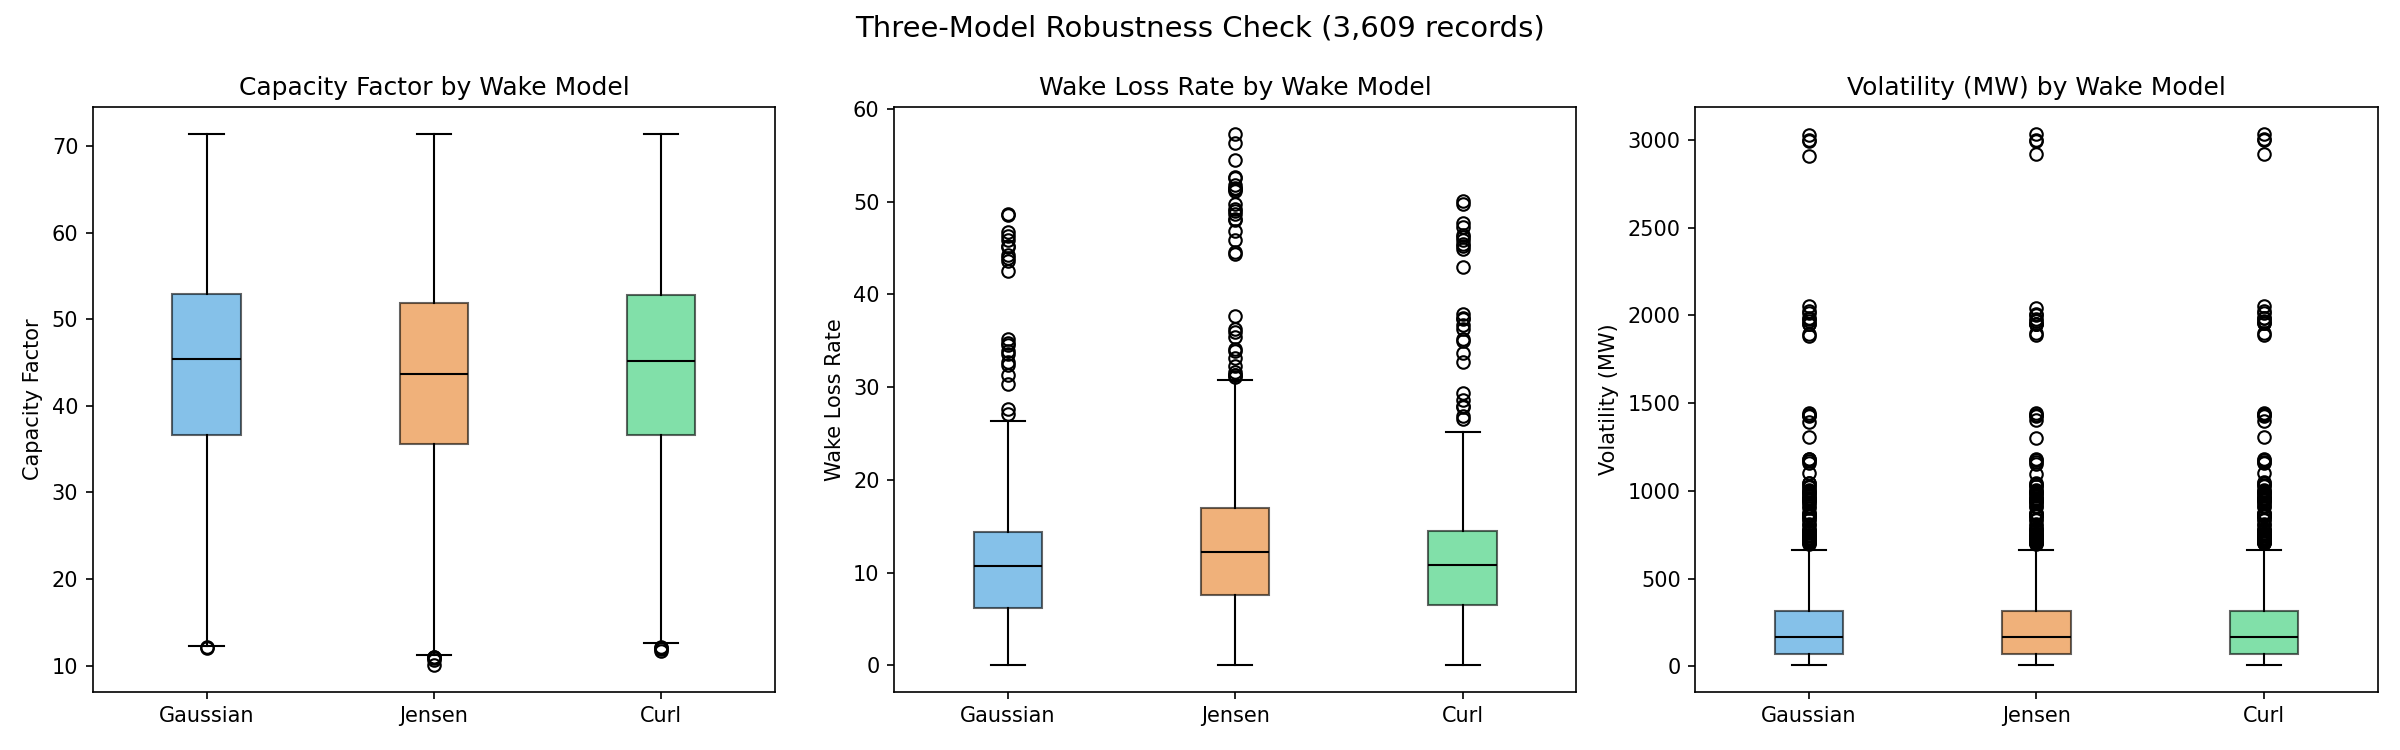 Three-Model Robustness Check (3,609 records)
Capacity Factor by Wake Model
Capacity Factor
70
60
50
40
30
20
10
Gaussian
Jensen
Curl
Wake Loss Rate by Wake Model
Wake Loss Rate
60
50
40
30
20
10
0
Gaussian
Jensen
Curl
Volatility (MW) by Wake Model
Volatility (MW)
3000
2500
2000
1500
1000
500
0
Gaussian
Jensen
Curl